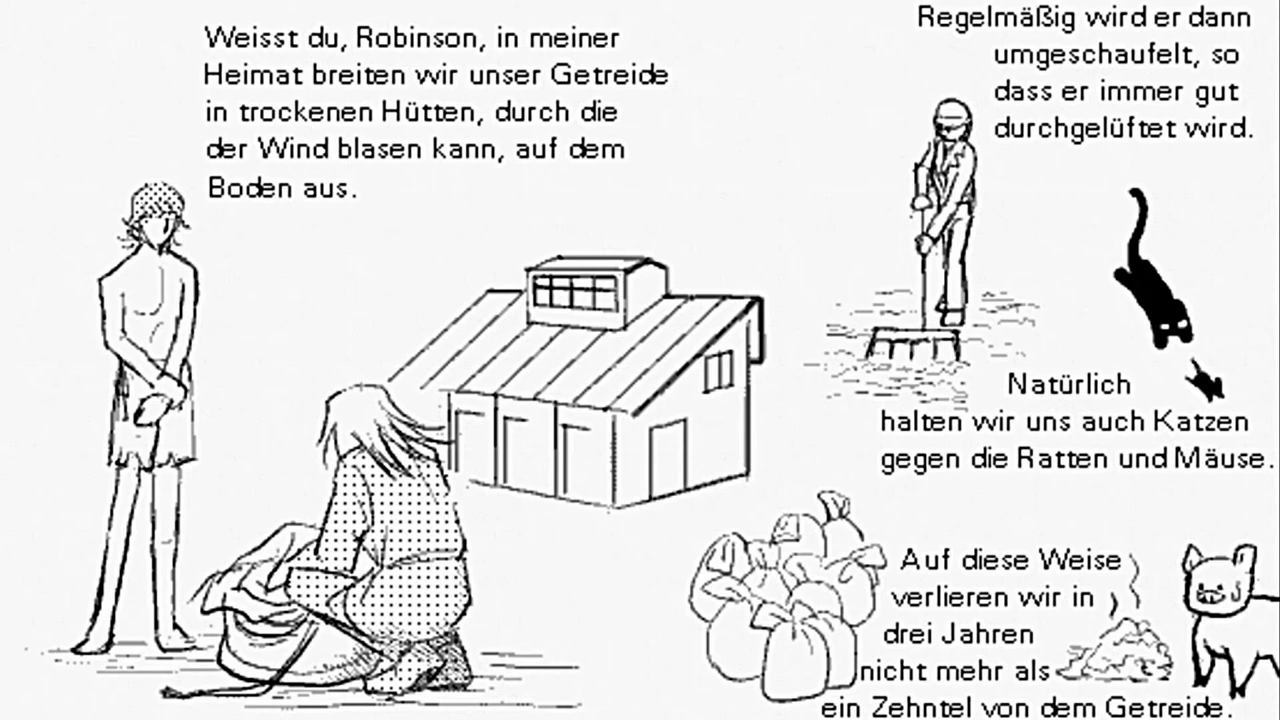 Weisst du, Robinson, in meiner
Heimat breiten wir unser Getreide
in trockenen Hütten, durch die
der Wind blasen kann, auf dem
Boden aus.
Regelmäßig wird er dann
umgeschaufelt, so
dass er immer gut
durchgelüftet wird.
Natürlich
halten wir uns auch Katzen
gegen die Ratten und Mäuse.
Auf diese Weise
verlieren wir in
drei Jahren
nicht mehr als
ein Zehntel von dem Getreide.